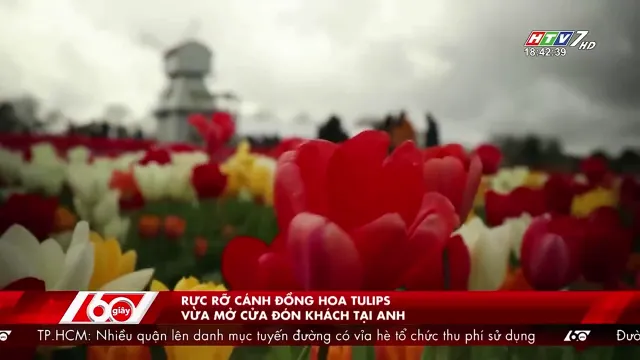 HTV7 HD
18:42:39
60 giây
RỰC RỠ CÁNH ĐỒNG HOA TULIPS
VỪA MỞ CỬA ĐÓN KHÁCH TẠI ANH
TP.HCM: Nhiều quận lên danh mục tuyến đường có vỉa hè tổ chức thu phí sử dụng
60
Đườ